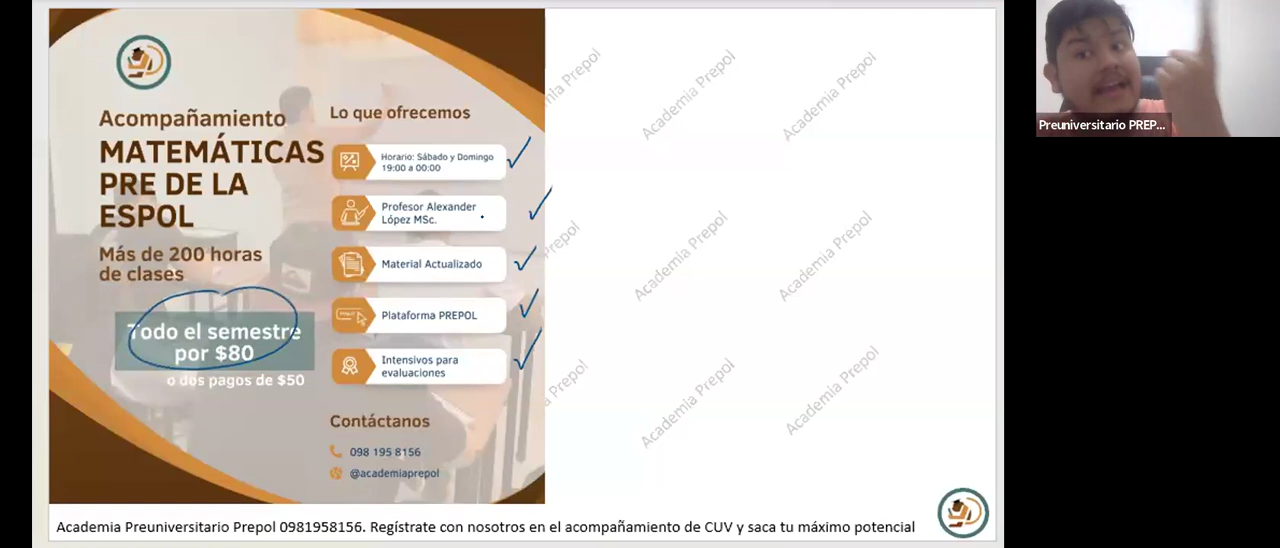 Acompañamiento
MATEMÁTICAS
PRE DE LA
ESPOL
Más de 200 horas
de clases
Todo el semestre
por $80
o dos pagos de $50
Lo que ofrecemos
Horario: Sábado y Domingo
19:00 a 00:00
Profesor Alexander
López MSc.
Material Actualizado
Plataforma PREPOL
Intensivos para
evaluaciones
Contáctanos
098 195 8156
@academiaprepol
Academia Prepol
Academia Prepol
Prepol
Academia Prepol
Academia Prepol
Prepol
Academia Prepol
Academia Prepol
Prepol
Academia Preuniversitario Prepol 0981958156. Regístrate con nosotros en el acompañamiento de CUV y saca tu máximo potencial
Preuniversitario PREP...